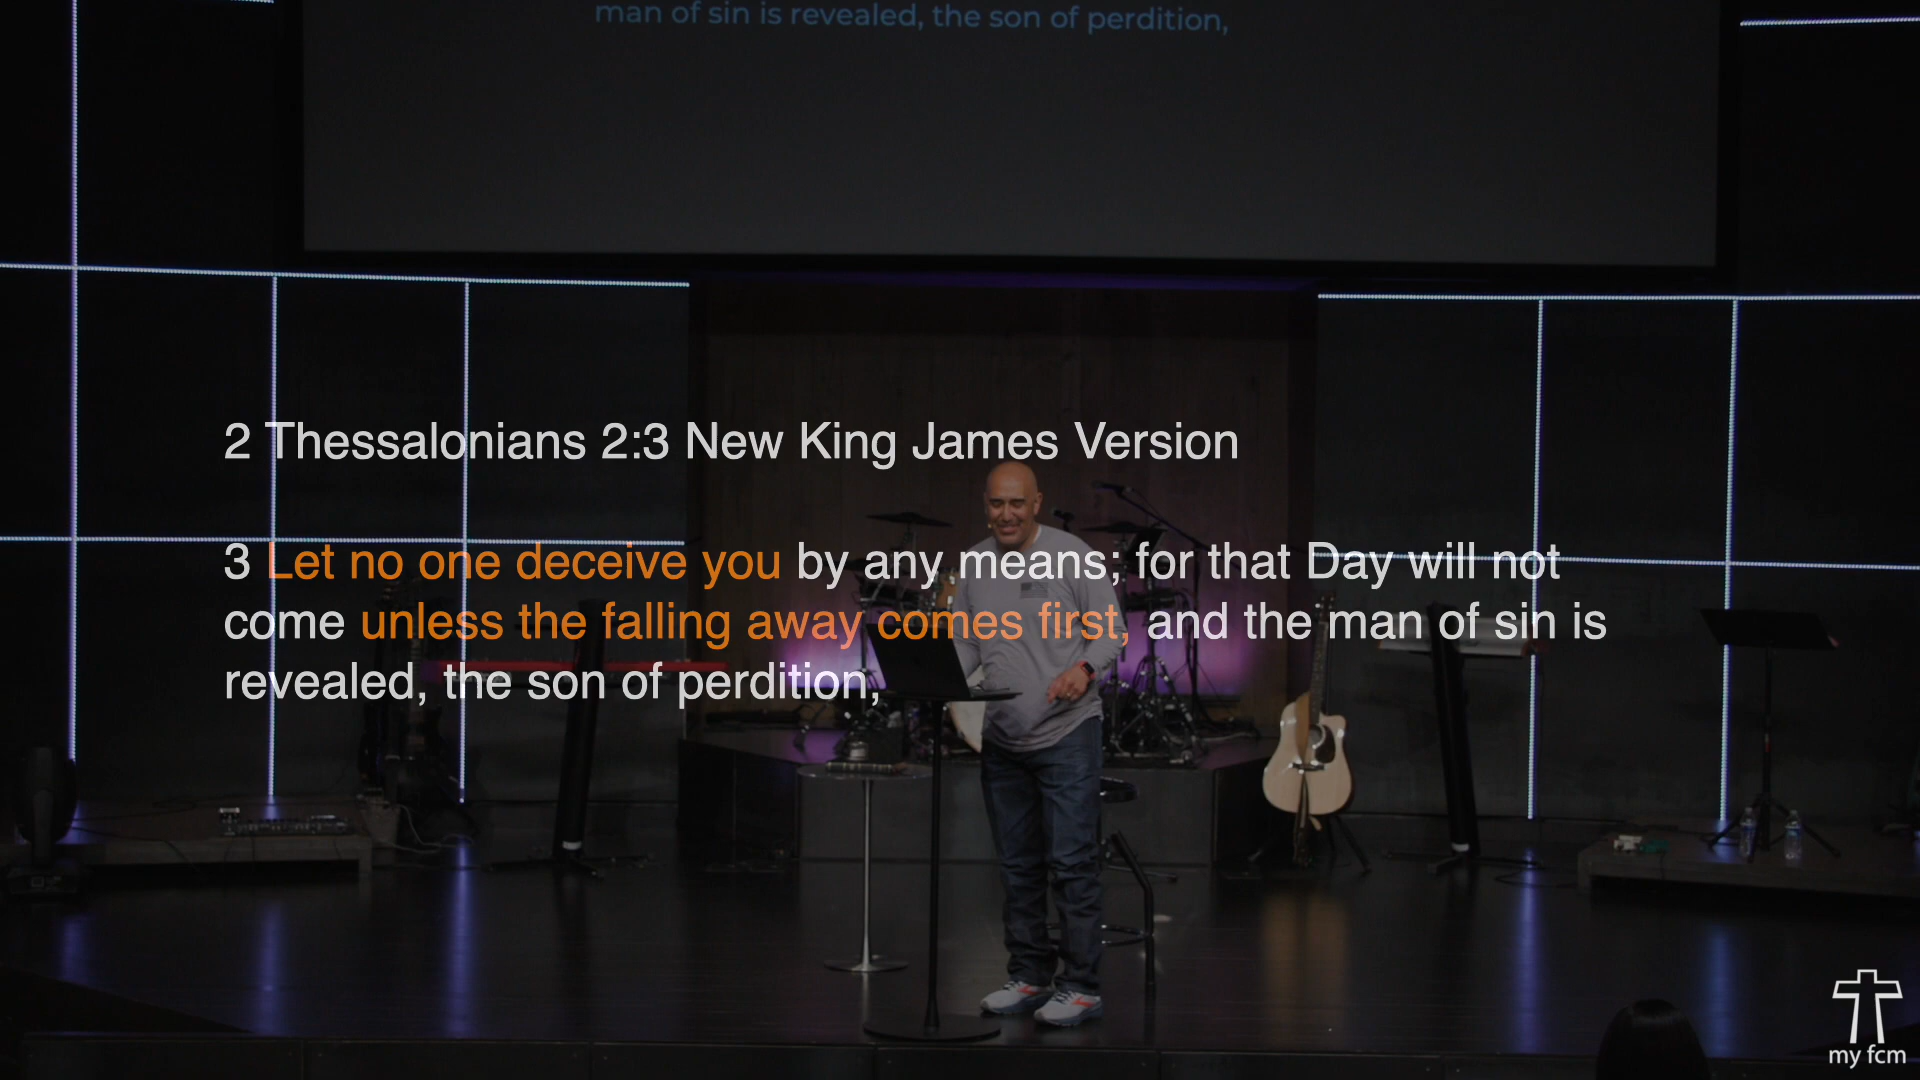 man of sin is revealed, the son of perdition,
2 Thessalonians 2:3 New King James Version
3 Let no one deceive you by any means; for that Day will not
come unless the falling away comes first, and the man of sin is
revealed, the son of perdition,
my fcm